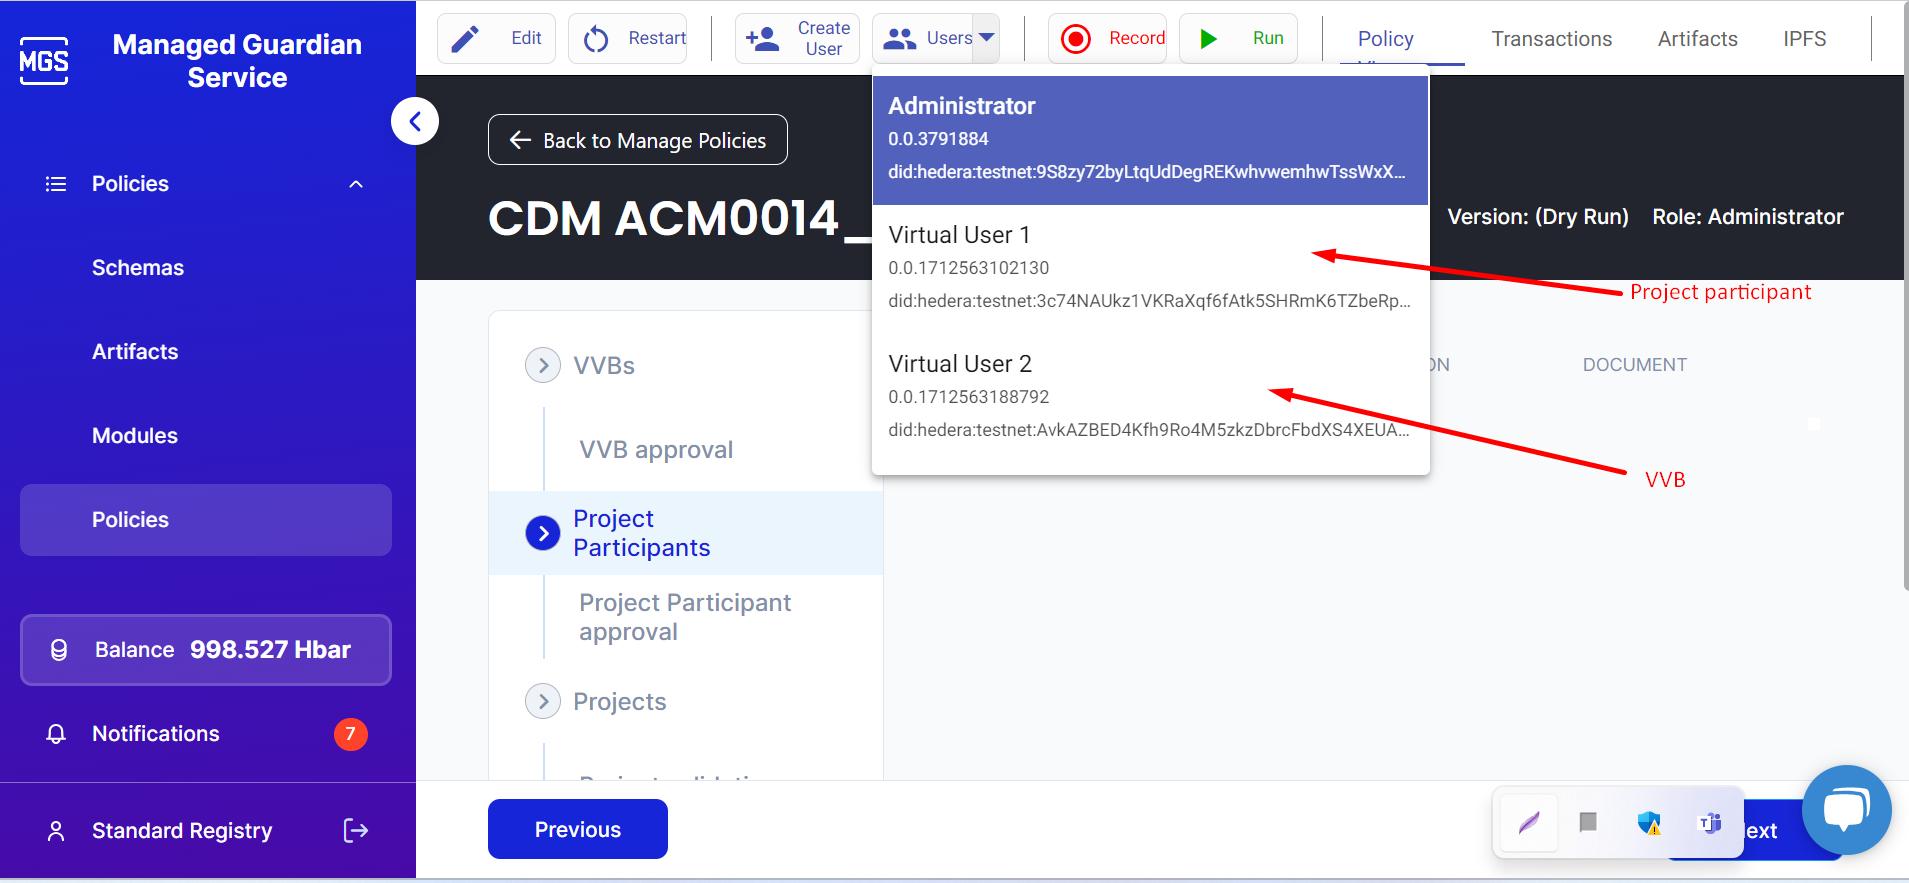 MGS
Managed Guardian
Service
Policies
Schemas
Artifacts
Modules
Policies
Balance 998.527 Hbar
Notifications 7
Standard Registry
Edit
Restart
Create
User
Users
Record
Run
Policy
Transactions
Artifacts
IPFS
Back to Manage Policies
CDM ACM0014_
Version: (Dry Run) Role: Administrator
Administrator
0.0.3791884
did:hedera:testnet:9S8zy72byLtqUdDegREKwhvwemhwTssWxX...
Virtual User 1
0.0.1712563102130
did:hedera:testnet:3c74NAUkz1VKRaXqf6fAtk5SHRmK6TZbeRp...
Virtual User 2
0.0.1712563188792
did:hedera:testnet:AvkAZBED4Kfh9Ro4M5zkzDbrcFbdXS4XEUA...
Project participant
VVB
VVBs
VVB approval
Project
Participants
Project Participant
approval
Projects
ON
DOCUMENT
Previous
ext